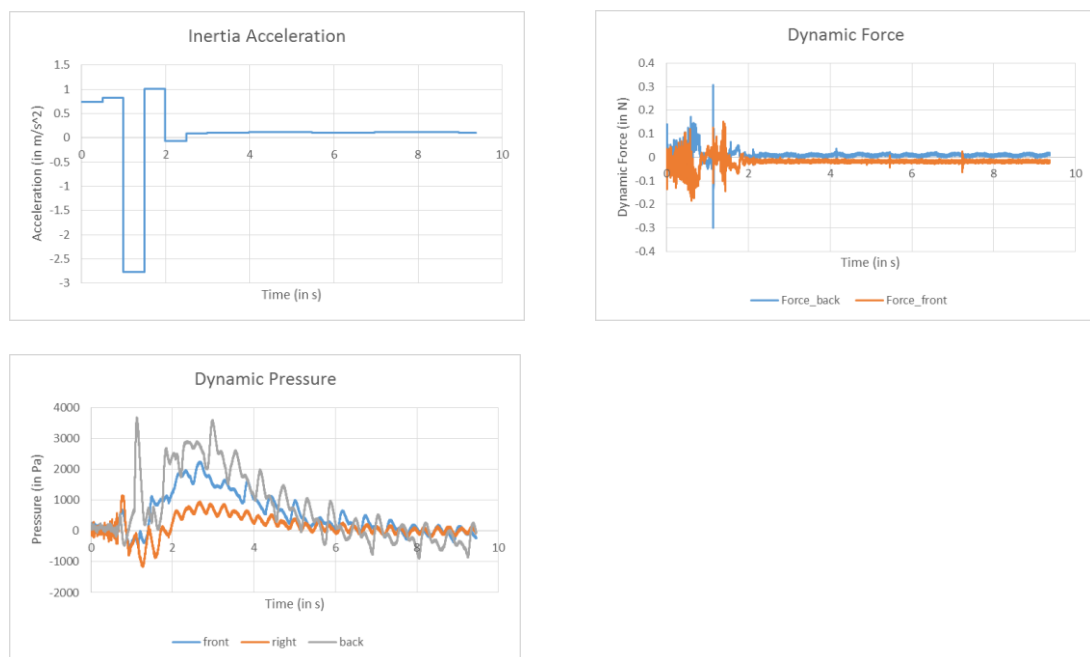 Inertia Acceleration
Acceleration (in m/s^2)
1.5
1
0.5
0
-0.5
-1
-1.5
-2
-2.5
-3
0 2 4 6 8 10
Time (in s)
Dynamic Force
Dynamic Force (in N)
0.4
0.3
0.2
0.1
0
-0.1
-0.2
-0.3
-0.4
0 2 4 6 8 10
Time (in s)
Force_back Force_front
Dynamic Pressure
Pressure (in Pa)
4000
3000
2000
1000
0
-1000
-2000
0 2 4 6 8 10
Time (in s)
front right back